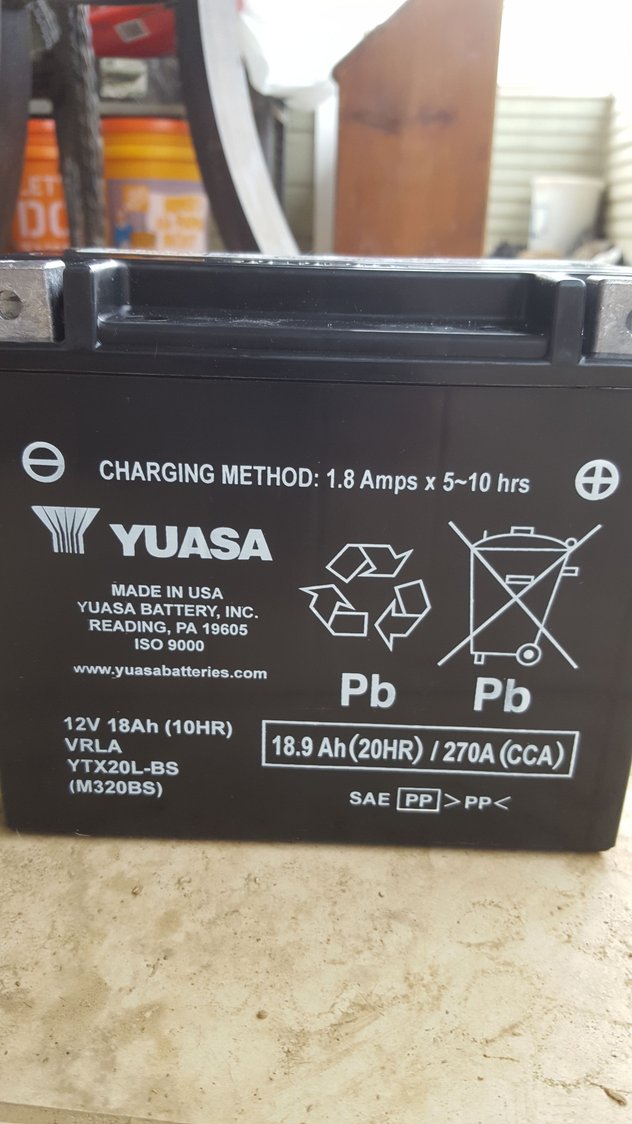 CHARGING METHOD: 1.8 Amps x 5~10 hrs
YUASA
MADE IN USA
YUASA BATTERY, INC.
READING, PA 19605
ISO 9000
www.yuasabatteries.com
Pb
Pb
12V 18Ah (10HR)
VRLA
YTX20L-BS
(M320BS)
18.9 Ah(20HR) / 270A(CCA)
SAE PP >PP<